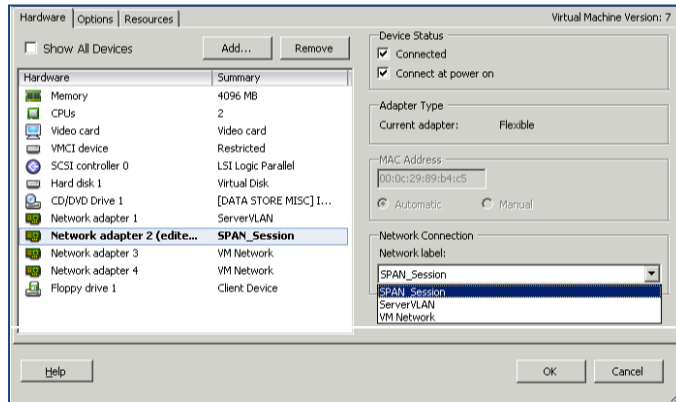 Hardware Options Resources Virtual Machine Version: 7
Show All Devices Add... Remove
Hardware Summary
Memory 4096 MB
CPUs 2
Video card Video card
VMCI device Restricted
SCSI controller 0 LSI Logic Parallel
Hard disk 1 Virtual Disk
CD/DVD Drive 1 [DATA STORE MISC] I...
Network adapter 1 ServerVLAN
Network adapter 2 (edite... SPAN_Session
Network adapter 3 VM Network
Network adapter 4 VM Network
Floppy drive 1 Client Device
Device Status
Connected
Connect at power on
Adapter Type
Current adapter: Flexible
MAC Address
00:0c:29:89:b4:c5
Automatic Manual
Network Connection
Network label:
SPAN_Session
SPAN_Session
ServerVLAN
VM Network
Help OK Cancel